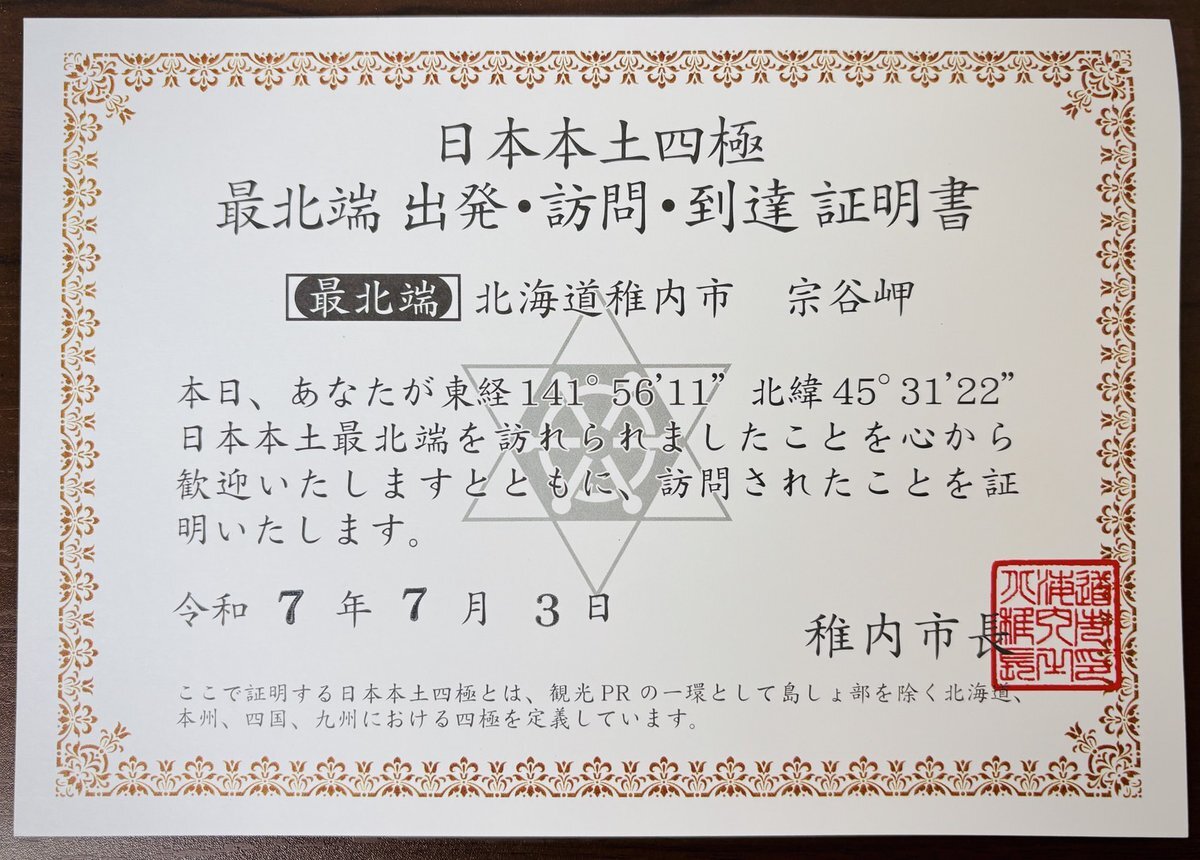 日本本土四極
最北端 出発・訪問・到達 証明書
最北端 北海道稚内市 宗谷岬
本日、あなたが東経141°56’11” 北緯45°31’22”
日本本土最北端を訪れられましたことを心から
歓迎いたしますとともに、訪問されたことを証
明いたします。
令和 7 年 7 月 3 日
稚内市長
ここで証明する日本本土四極とは、観光PRの一環として島しょ部を除く北海道、
本州、四国、九州における四極を定義しています。